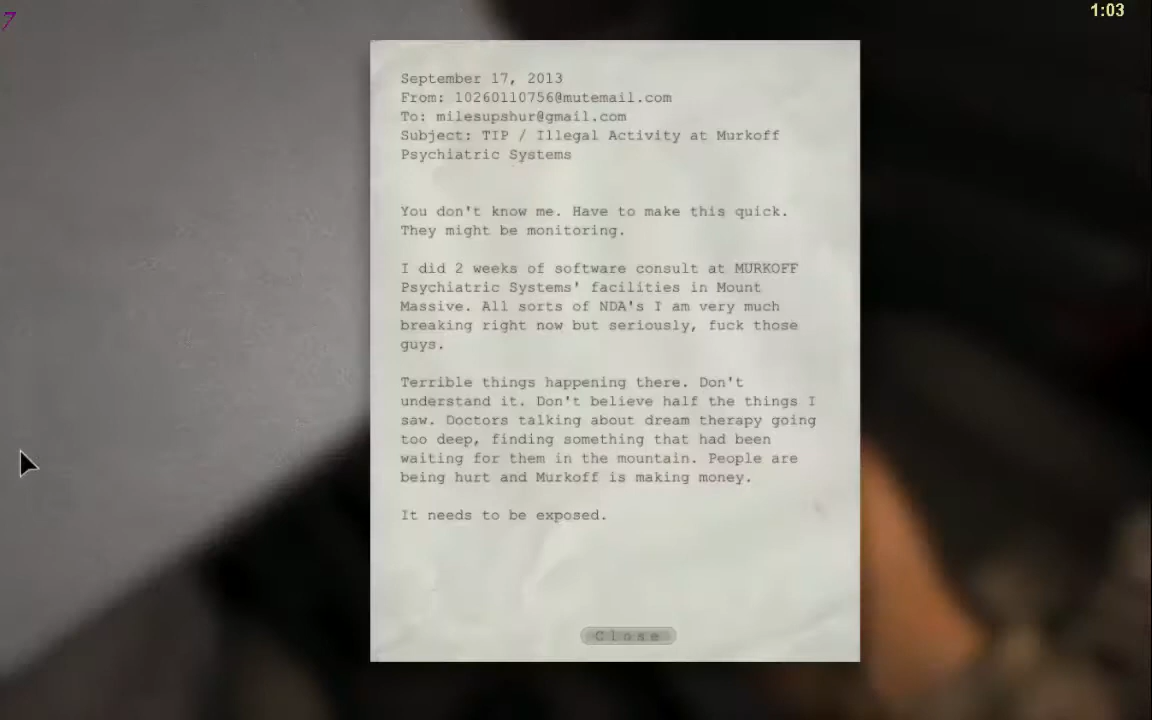 7
1:03
September 17, 2013
From: 10260110756@mutemail.com
To: milesupshur@gmail.com
Subject: TIP / Illegal Activity at Murkoff
Psychiatric Systems
You don't know me. Have to make this quick.
They might be monitoring.
I did 2 weeks of software consult at MURKOFF
Psychiatric Systems' facilities in Mount
Massive. All sorts of NDA's I am very much
breaking right now but seriously, fuck those
guys.
Terrible things happening there. Don't
understand it. Don't believe half the things I
saw. Doctors talking about dream therapy going
too deep, finding something that had been
waiting for them in the mountain. People are
being hurt and Murkoff is making money.
It needs to be exposed.
Close